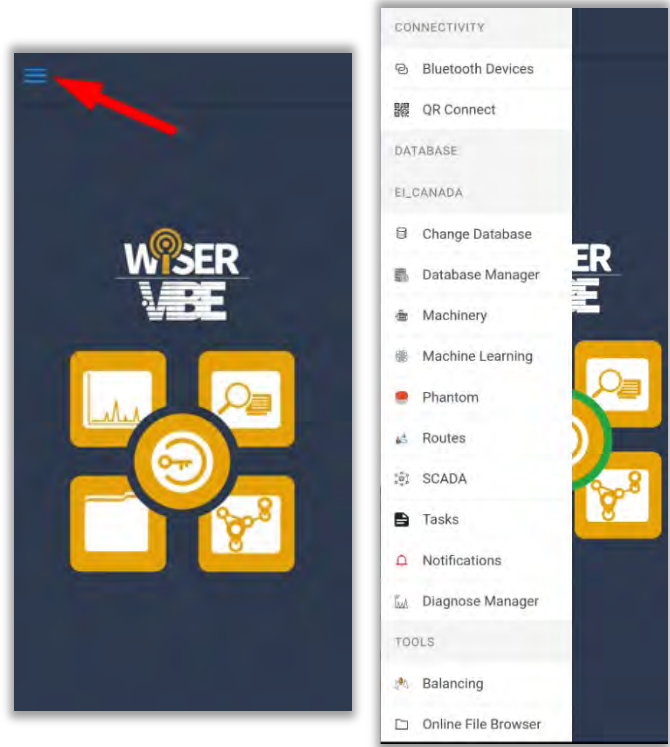 WiSER
VIBE
CONNECTIVITY
Bluetooth Devices
QR Connect
DATABASE
EI_CANADA
Change Database
Database Manager
Machinery
Machine Learning
Phantom
Routes
SCADA
Tasks
Notifications
Diagnose Manager
TOOLS
Balancing
Online File Browser
ER
E